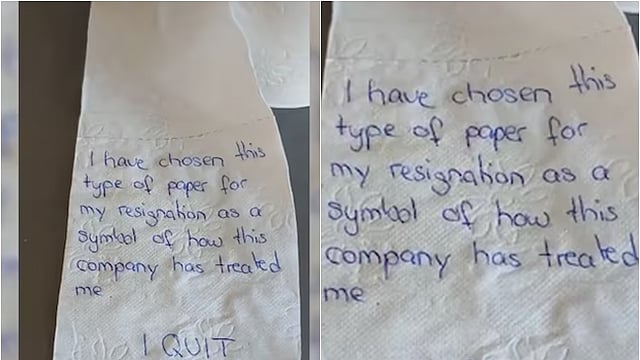 I have chosen this
type of paper for
my resignation as a
symbol of how this
company has treated
me.
I QUIT
I have chosen this
type of paper for
my resignation as a
symbol of how this
company has treated
me